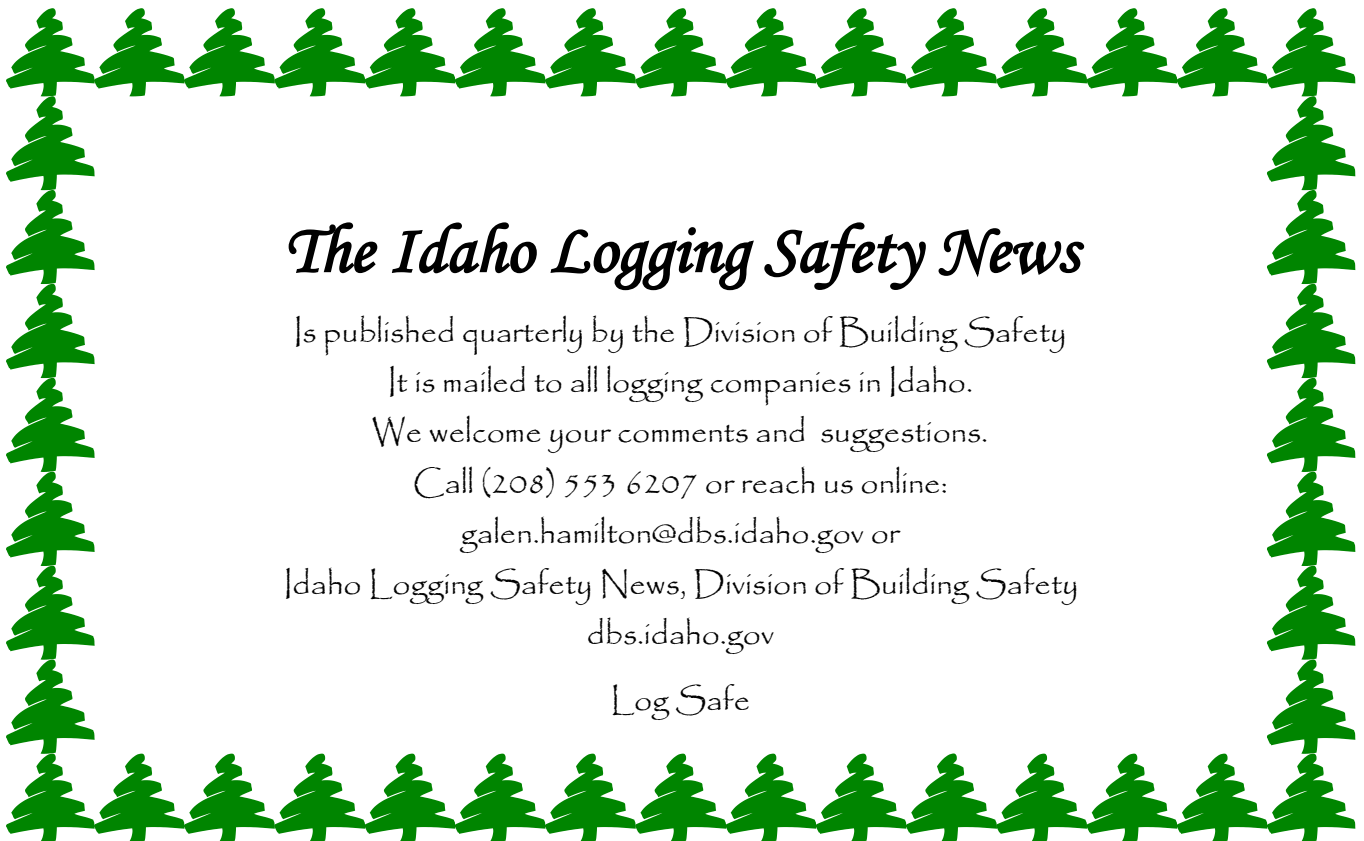 The Idaho Logging Safety News
Is published quarterly by the Division of Building Safety
It is mailed to all logging companies in Idaho.
We welcome your comments and  suggestions.
Call (208) 553 6207 or reach us online:
galen.hamilton@dbs.idaho.gov or
Idaho Logging Safety News, Division of Building Safety
dbs.idaho.gov
Log Safe